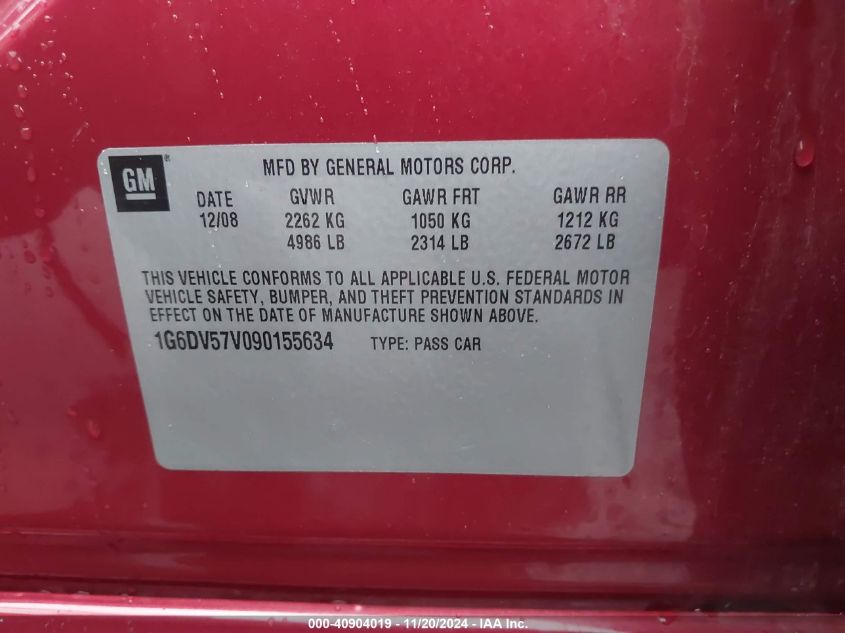 GM®
MFD BY GENERAL MOTORS CORP.
DATE GVWR GAWR FRT GAWR RR
12/08 2262 KG 1050 KG 1212 KG
4986 LB 2314 LB 2672 LB
THIS VEHICLE CONFORMS TO ALL APPLICABLE U.S. FEDERAL MOTOR
VEHICLE SAFETY, BUMPER, AND THEFT PREVENTION STANDARDS IN
EFFECT ON THE DATE OF MANUFACTURE SHOWN ABOVE.
1G6DV57V090155634 TYPE: PASS CAR
000-40904019 - 11/20/2024 - IAA Inc.